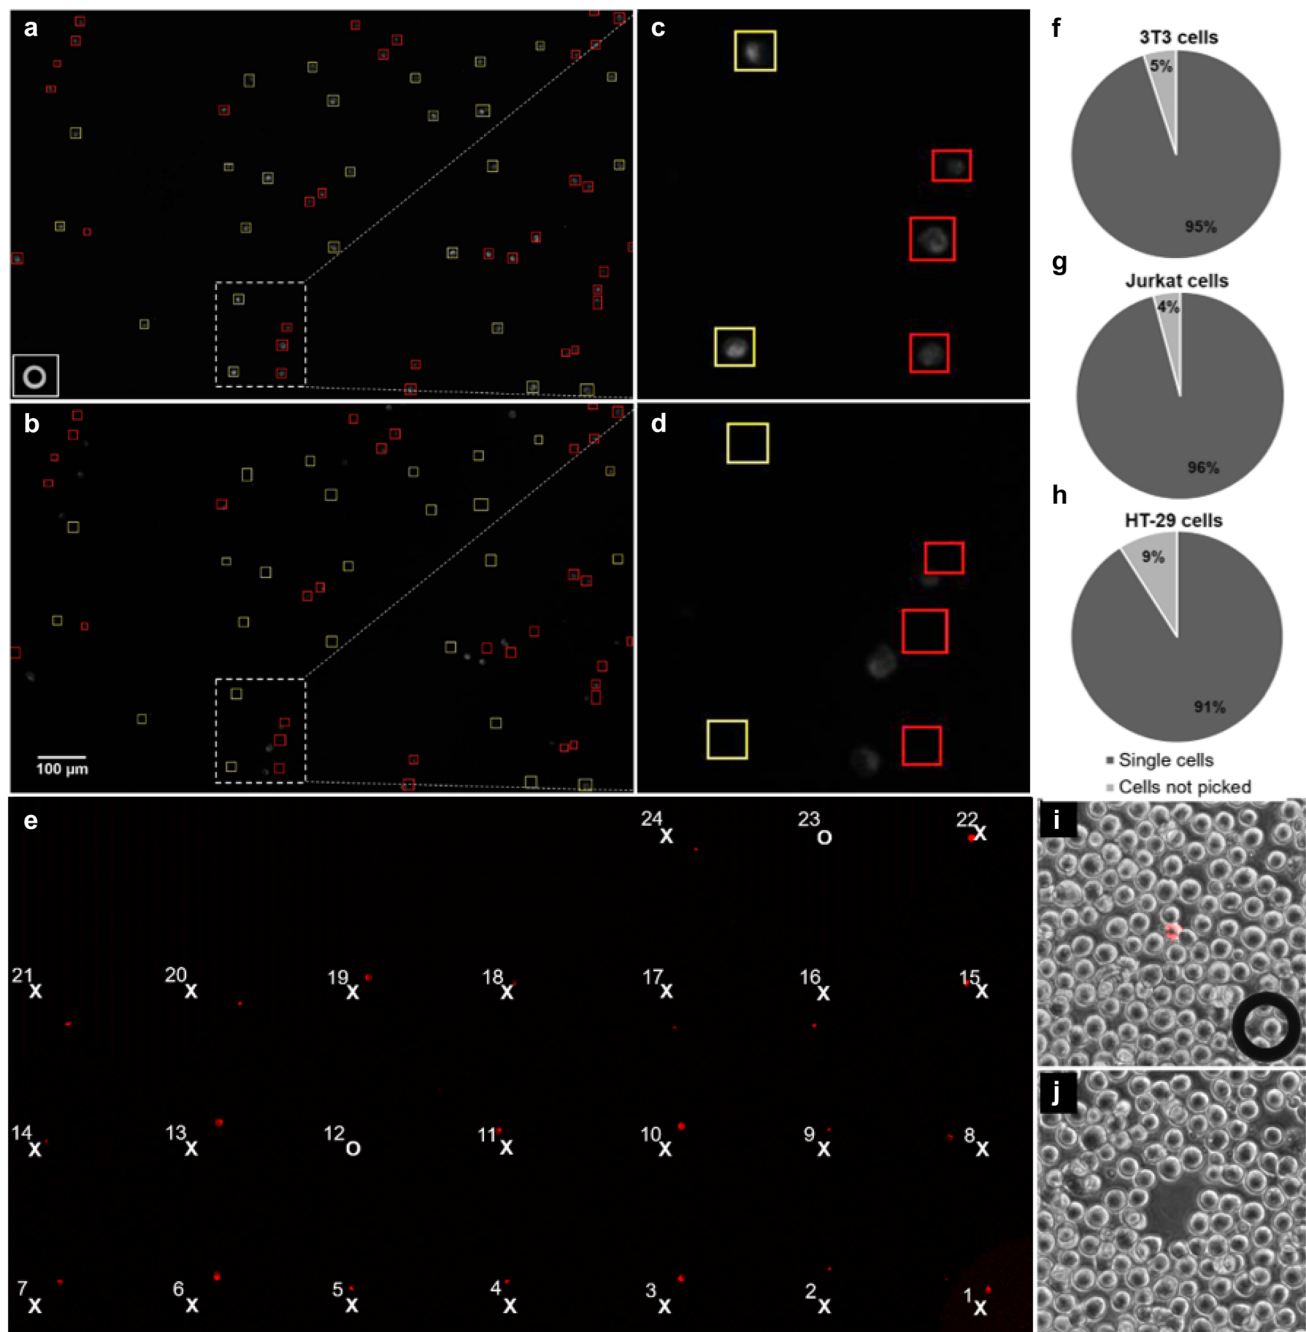 a
b
100 µm
c
d
f
3T3 cells
5%
95%
g
Jurkat cells
4%
96%
h
HT-29 cells
9%
91%
Single cells
Cells not picked
e
24 X 23 O 22 X
21 X 20 X 19 X 18 X 17 X 16 X 15 X
14 X 13 X 12 O 11 X 10 X 9 X 8 X
7 X 6 X 5 X 4 X 3 X 2 X 1 X
i
j